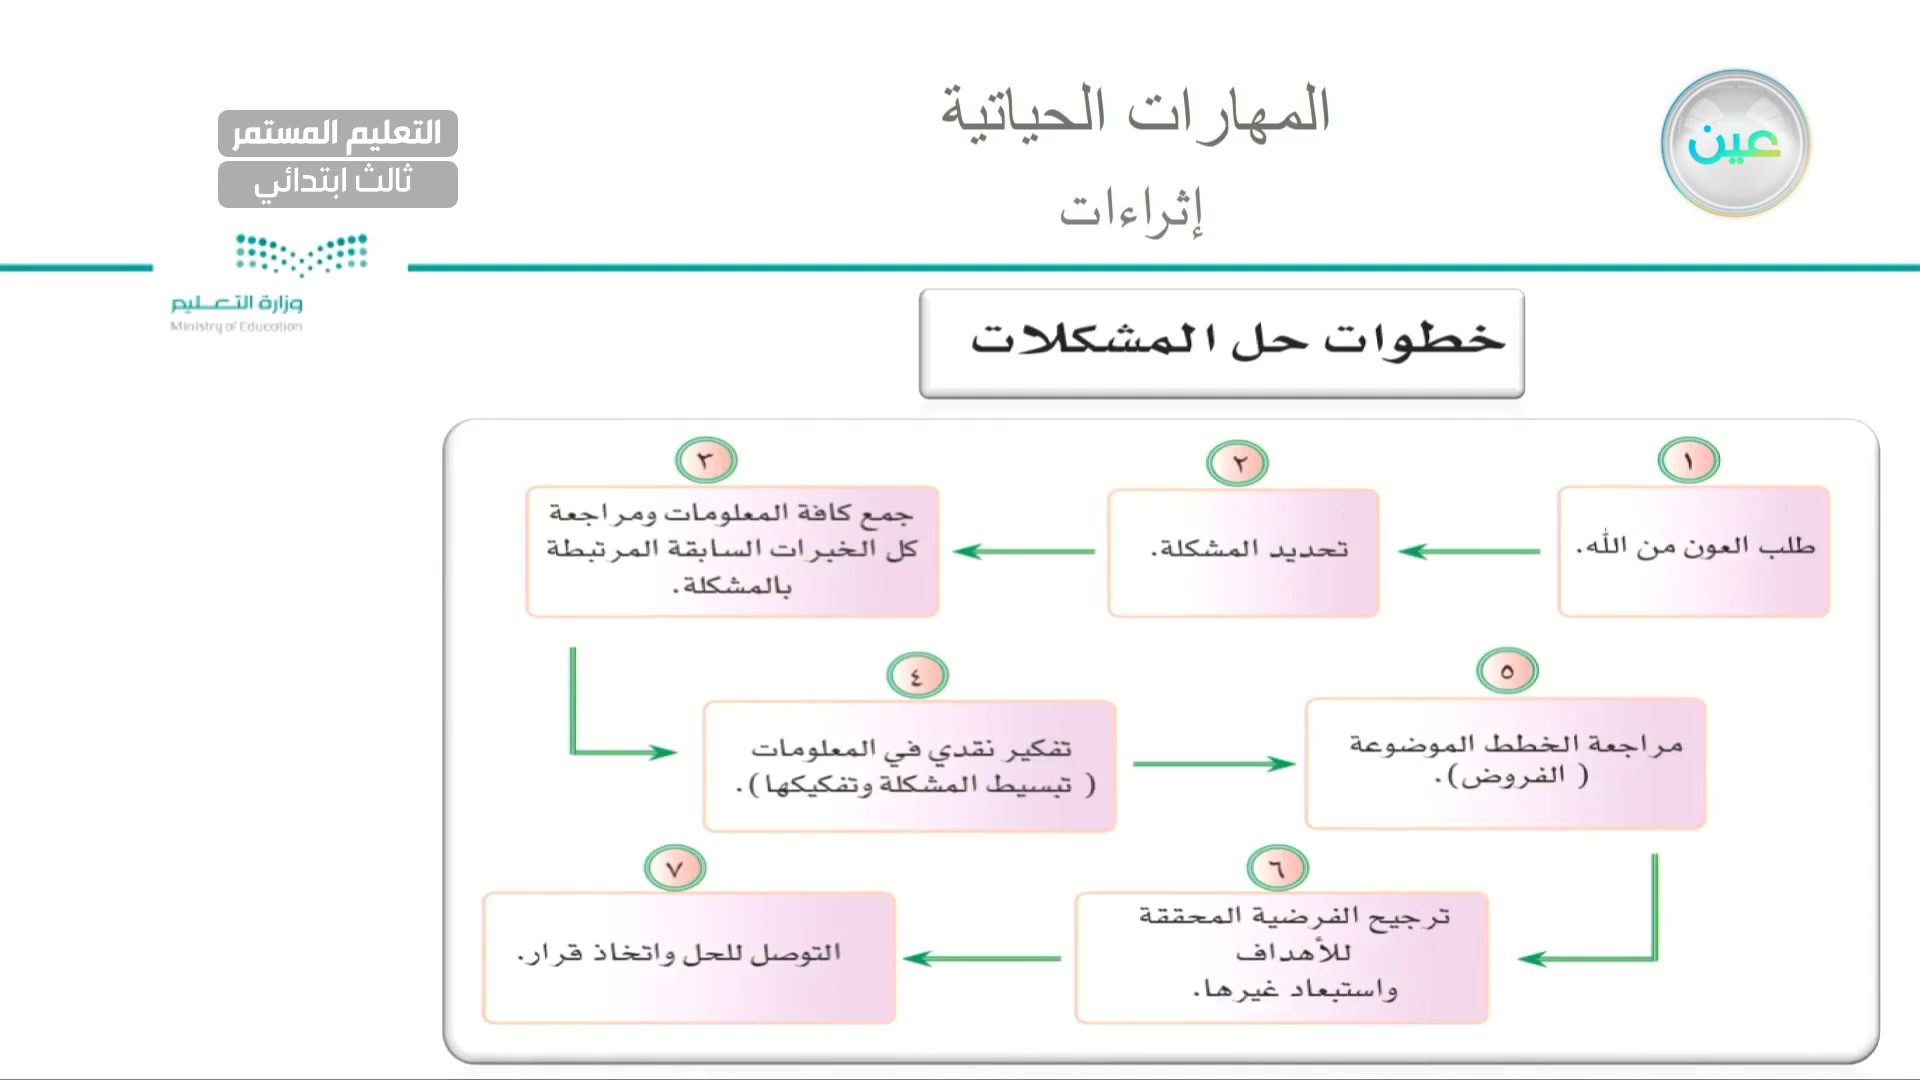 المهارات الحياتية
إثراءات
عين
التعليم المستمر
ثالث ابتدائي
وزارة التعـــليم
Ministry of Education
خطوات حل المشكلات
١
طلب العون من الله.
٢
تحديد المشكلة.
٣
جمع كافة المعلومات ومراجعة
كل الخبرات السابقة المرتبطة
بالمشكلة.
٤
تفكير نقدي في المعلومات
( تبسيط المشكلة وتفكيكها).
٥
مراجعة الخطط الموضوعة
( الفروض).
٦
ترجيح الفرضية المحققة
للأهداف
واستبعاد غيرها.
٧
التوصل للحل واتخاذ قرار.